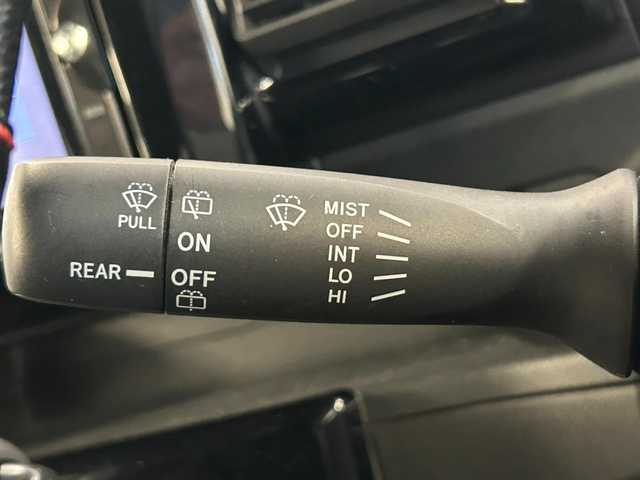 PULL
REAR
ON
OFF
MIST
OFF
INT
LO
HI